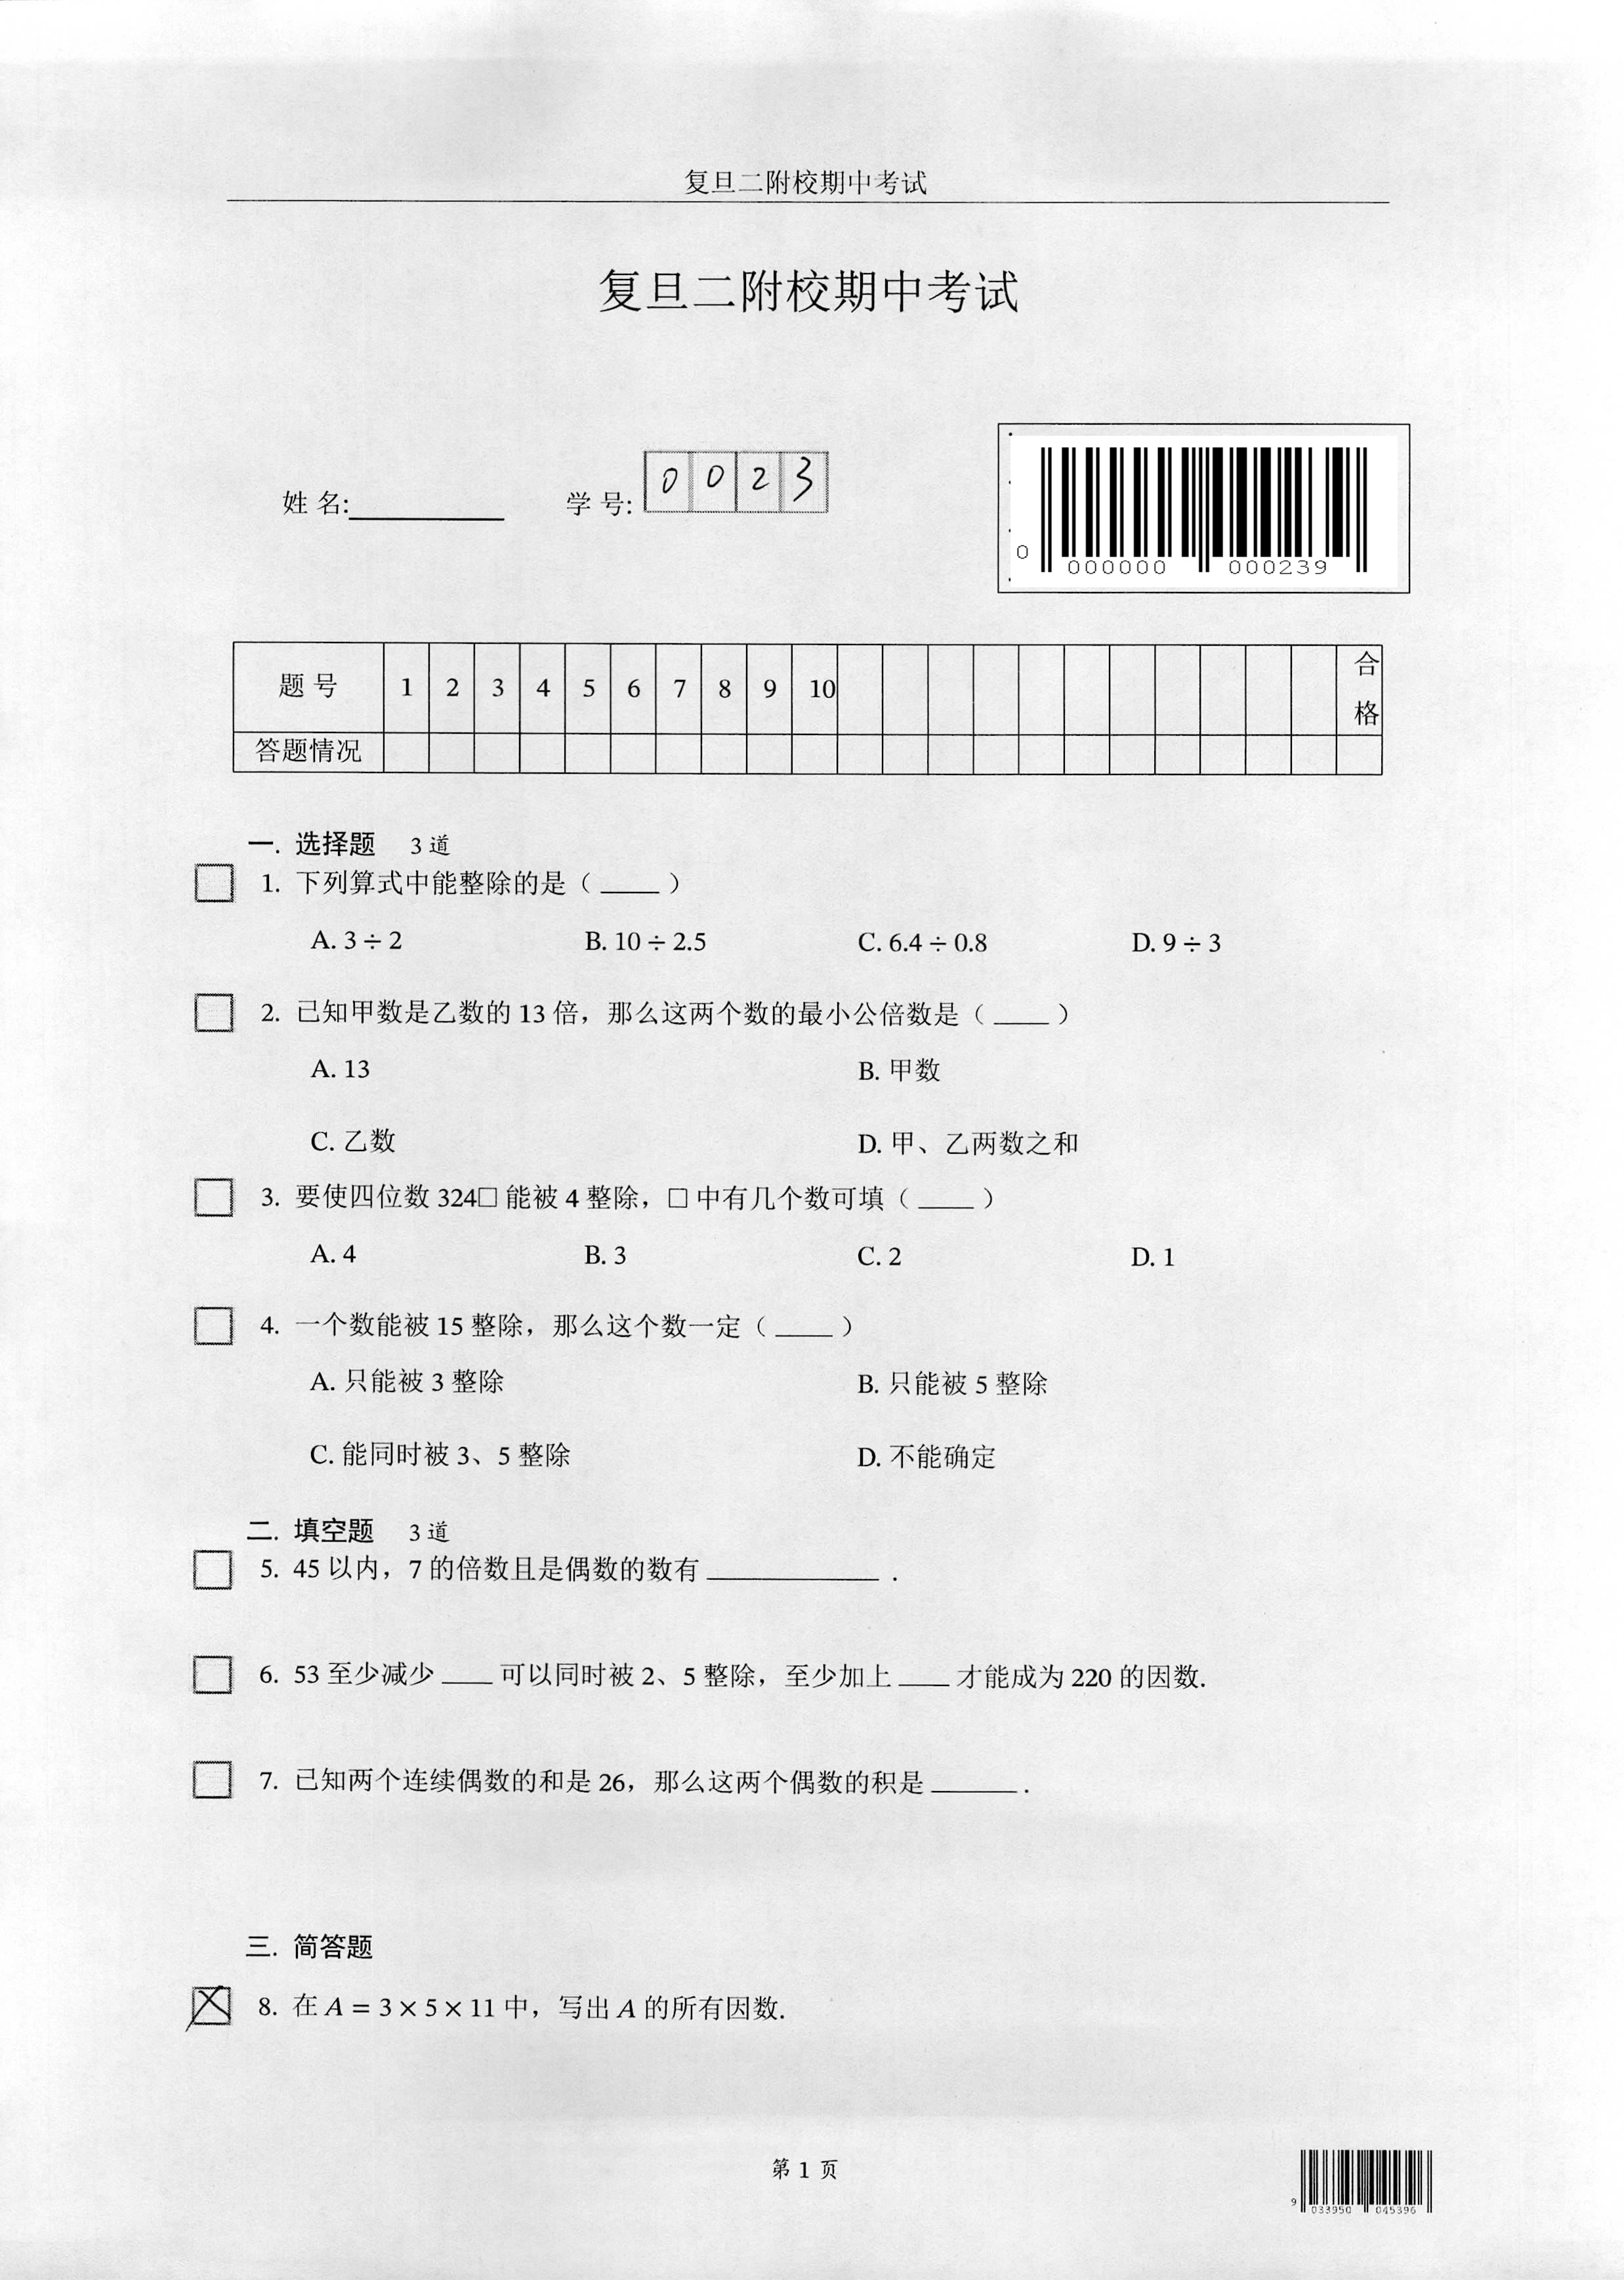 复旦二附校期中考试
复旦二附校期中考试
姓 名:__________ 学 号: 0 0 2 3
0 000000 000239
题 号 1 2 3 4 5 6 7 8 9 10 合格
答题情况
一. 选择题 3 道
□ 1. 下列算式中能整除的是（ ____ ）
A. 3 ÷ 2 B. 10 ÷ 2.5 C. 6.4 ÷ 0.8 D. 9 ÷ 3
□ 2. 已知甲数是乙数的 13 倍，那么这两个数的最小公倍数是（ ____ ）
A. 13 B. 甲数
C. 乙数 D. 甲、乙两数之和
□ 3. 要使四位数 324□ 能被 4 整除，□ 中有几个数可填（ ____ ）
A. 4 B. 3 C. 2 D. 1
□ 4. 一个数能被 15 整除，那么这个数一定（ ____ ）
A. 只能被 3 整除 B. 只能被 5 整除
C. 能同时被 3、5 整除 D. 不能确定
二. 填空题 3 道
□ 5. 45 以内，7 的倍数且是偶数的数有 ____________ .
□ 6. 53 至少减少 ____ 可以同时被 2、5 整除，至少加上 ____ 才能成为 220 的因数.
□ 7. 已知两个连续偶数的和是 26，那么这两个偶数的积是 ______ .
三. 简答题
☒ 8. 在 A = 3 × 5 × 11 中，写出 A 的所有因数.
第 1 页
9 033950 045396